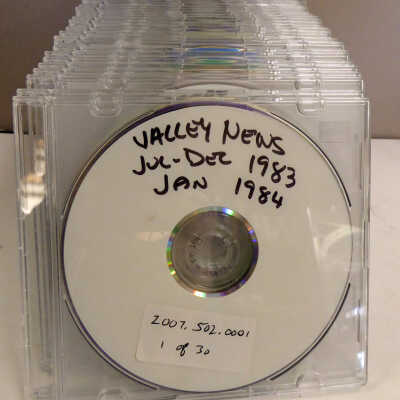 VALLEY NEWS
JUL-DEC 1983
JAN 1984
2007.502.0001
1 of 30